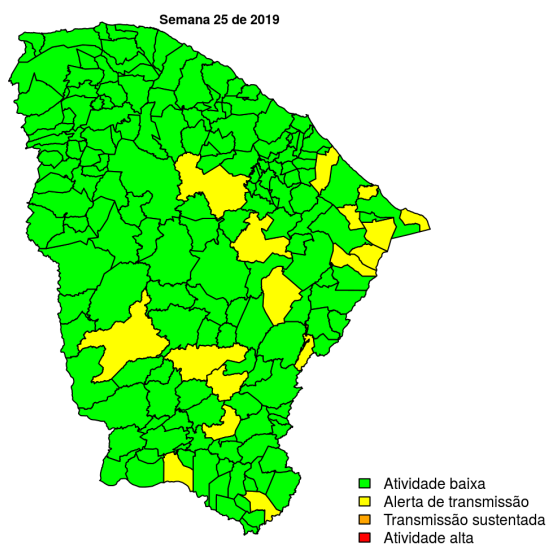 Semana 25 de 2019
Atividade baixa
Alerta de transmissão
Transmissão sustentada
Atividade alta